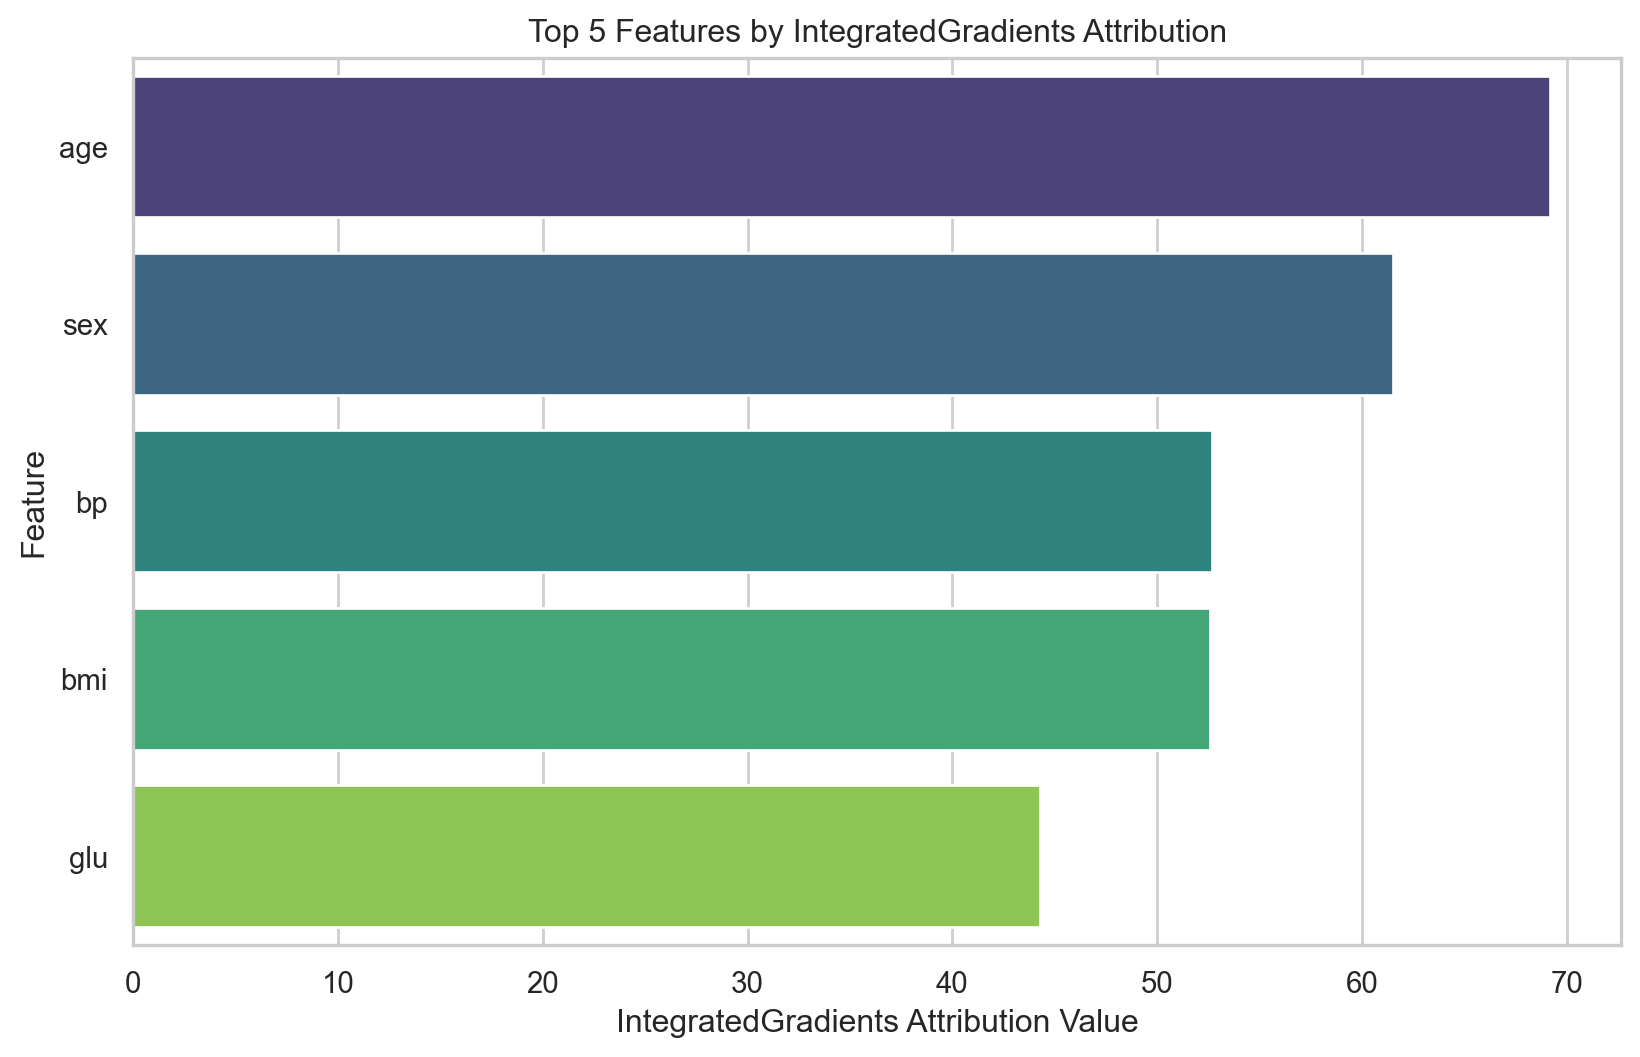 Top 5 Features by IntegratedGradients Attribution
age
sex
bp
bmi
glu
Feature
0 10 20 30 40 50 60 70
IntegratedGradients Attribution Value